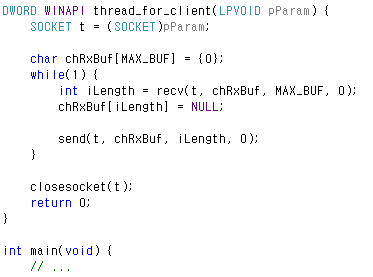 DWORD WINAPI thread_for_client(LPVOID pParam) {
SOCKET t = (SOCKET)pParam;
char chRxBuf[MAX_BUF] = {0};
while(1) {
int iLength = recv(t, chRxBuf, MAX_BUF, 0);
chRxBuf[iLength] = NULL;
send(t, chRxBuf, iLength, 0);
}
closesocket(t);
return 0;
}
int main(void) {
// ...